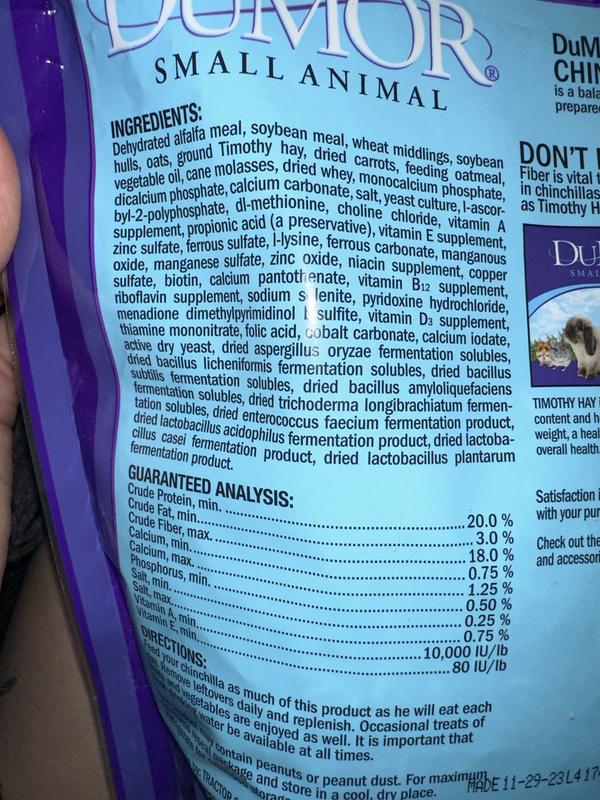 DUMOR®
SMALL ANIMAL
INGREDIENTS:
Dehydrated alfalfa meal, soybean meal, wheat middlings, soybean
hulls, oats, ground Timothy hay, dried carrots, feeding oatmeal,
vegetable oil, cane molasses, dried whey, monocalcium phosphate,
dicalcium phosphate, calcium carbonate, salt, yeast culture, l-ascor-
byl-2-polyphosphate, dl-methionine, choline chloride, vitamin A
supplement, propionic acid (a preservative), vitamin E supplement,
zinc sulfate, ferrous sulfate, l-lysine, ferrous carbonate, manganous
oxide, manganese sulfate, zinc oxide, niacin supplement, copper
sulfate, biotin, calcium pantothenate, vitamin B12 supplement,
riboflavin supplement, sodium selenite, pyridoxine hydrochloride,
menadione dimethylpyrimidinol bisulfite, vitamin D3 supplement,
thiamine mononitrate, folic acid, cobalt carbonate, calcium iodate,
active dry yeast, dried aspergillus oryzae fermentation solubles,
dried bacillus licheniformis fermentation solubles, dried bacillus
subtilis fermentation solubles, dried bacillus amyloliquefaciens
fermentation solubles, dried trichoderma longibrachiatum fermen-
tation solubles, dried enterococcus faecium fermentation product,
dried lactobacillus acidophilus fermentation product, dried lactoba-
cillus casei fermentation product, dried lactobacillus plantarum
fermentation product.
GUARANTEED ANALYSIS:
Crude Protein, min. 20.0 %
Crude Fat, min. 3.0 %
Crude Fiber, max. 18.0 %
Calcium, min. 0.75 %
Calcium, max. 1.25 %
Phosphorus, min. 0.50 %
Salt, min. 0.25 %
Salt, max. 0.75 %
Vitamin A, min. 10,000 IU/lb
Vitamin E, min. 80 IU/lb
DIRECTIONS:
Feed your chinchilla as much of this product as he will eat each
day. Remove leftovers daily and replenish. Occasional treats of
and vegetables are enjoyed as well. It is important that
water be available at all times.
may contain peanuts or peanut dust. For maximum
reseal package and store in a cool, dry place.
by: TRACTOR
storage
MADE 11-29-23 L4 17
DuM
CHIN
is a bala
prepare
DON'T
Fiber is vital t
in chinchillas
as Timothy H
Du
SMAL
TIMOTHY HAY i
content and h
weight, a heal
overall health.
Satisfaction i
with your pur
Check out the
and accessori